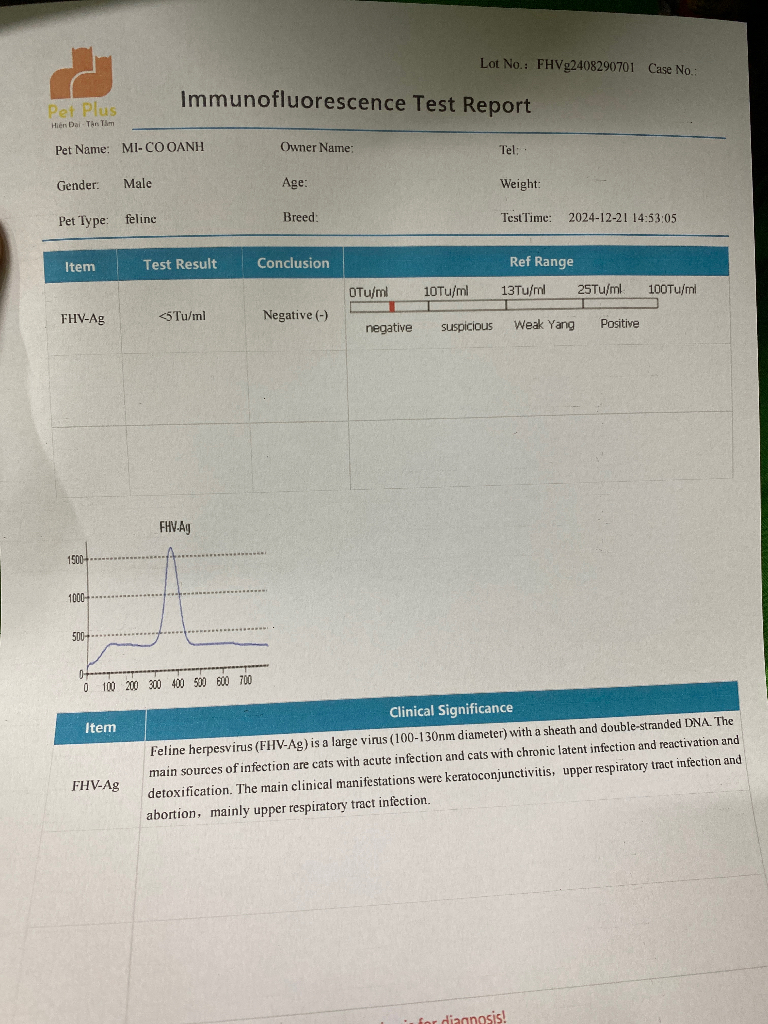 Pet Plus
Hiện Đại - Tận Tâm
Lot No.: FHVg2408290701 Case No.:
Immunofluorescence Test Report
Pet Name: MI- CO OANH Owner Name: Tel:
Gender: Male Age: Weight:
Pet Type: feline Breed: TestTime: 2024-12-21 14:53:05
Item Test Result Conclusion Ref Range
0Tu/ml 10Tu/ml 13Tu/ml 25Tu/ml 100Tu/ml
FHV-Ag <5Tu/ml Negative (-)
negative suspicious Weak Yang Positive
FHV-Ag
1500
1000
500
0
0 100 200 300 400 500 600 700
Item Clinical Significance
FHV-Ag
Feline herpesvirus (FHV-Ag) is a large virus (100-130nm diameter) with a sheath and double-stranded DNA. The
main sources of infection are cats with acute infection and cats with chronic latent infection and reactivation and
detoxification. The main clinical manifestations were keratoconjunctivitis, upper respiratory tract infection and
abortion, mainly upper respiratory tract infection.
for diagnosis!